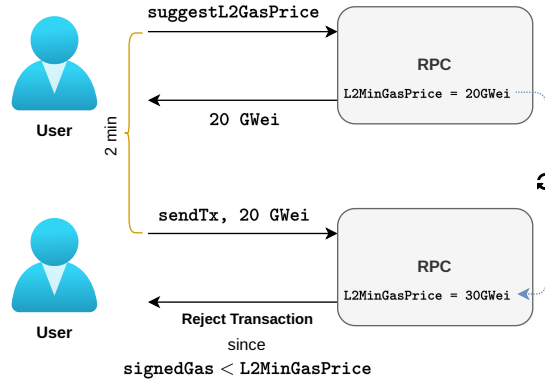 suggestL2GasPrice
RPC
L2MinGasPrice = 20GWei
20 GWei
User
2 min
sendTx, 20 GWei
RPC
L2MinGasPrice = 30GWei
User
Reject Transaction
since
signedGas < L2MinGasPrice